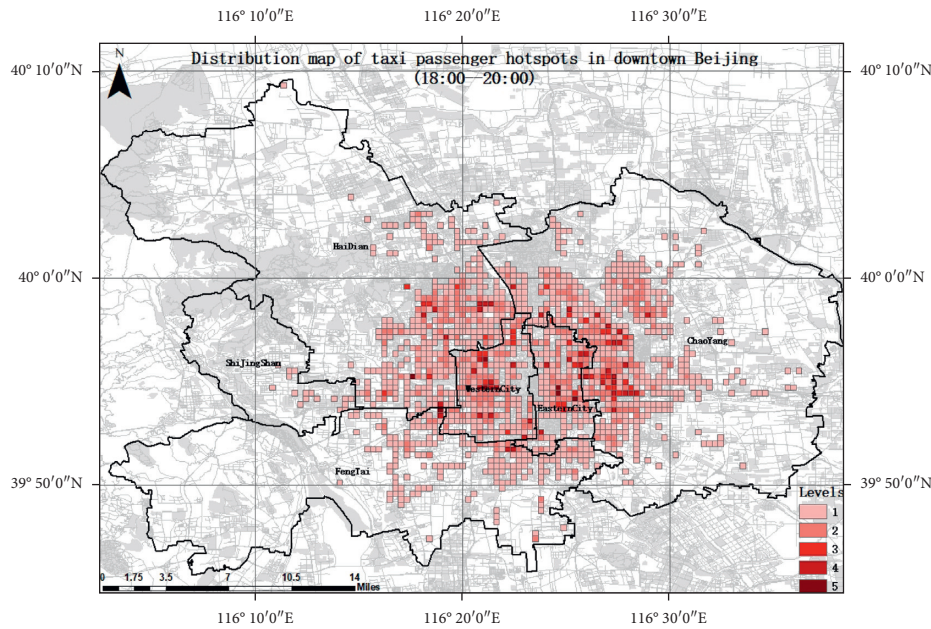 116° 10′0″E 116° 20′0″E 116° 30′0″E
N
Distribution map of taxi passenger hotspots in downtown Beijing
(18:00—20:00)
40° 10′0″N 40° 10′0″N
HaiDian
40° 0′0″N 40° 0′0″N
ChaoYang
ShiJingShan
WesternCity
EasternCity
FengTai
39° 50′0″N 39° 50′0″N
Levels
1
2
3
4
5
0 1.75 3.5 7 10.5 14
Miles
116° 10′0″E 116° 20′0″E 116° 30′0″E